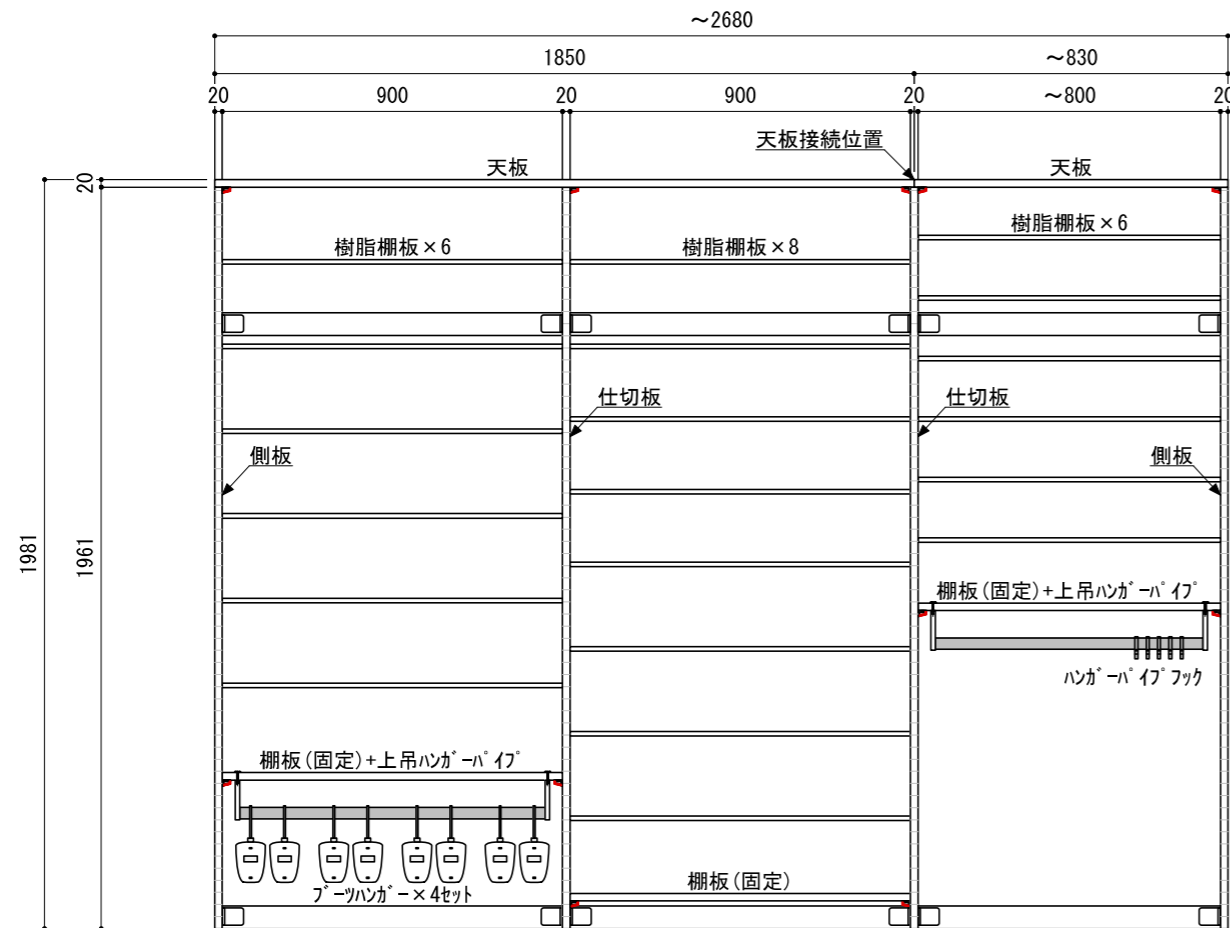 ～2680
1850
～830
20
900
20
900
20
～800
20
天板接続位置
天板
天板
20
樹脂棚板×6
樹脂棚板×8
樹脂棚板×6
仕切板
仕切板
側板
側板
1981
1961
棚板(固定)+上吊ﾊﾝｶﾞｰﾊﾟｲﾌﾟ
ﾊﾝｶﾞｰﾊﾟｲﾌﾟフック
棚板(固定)+上吊ﾊﾝｶﾞｰﾊﾟｲﾌﾟ
ﾌﾞｰﾂﾊﾝｶﾞｰ×4ｾｯﾄ
棚板(固定)